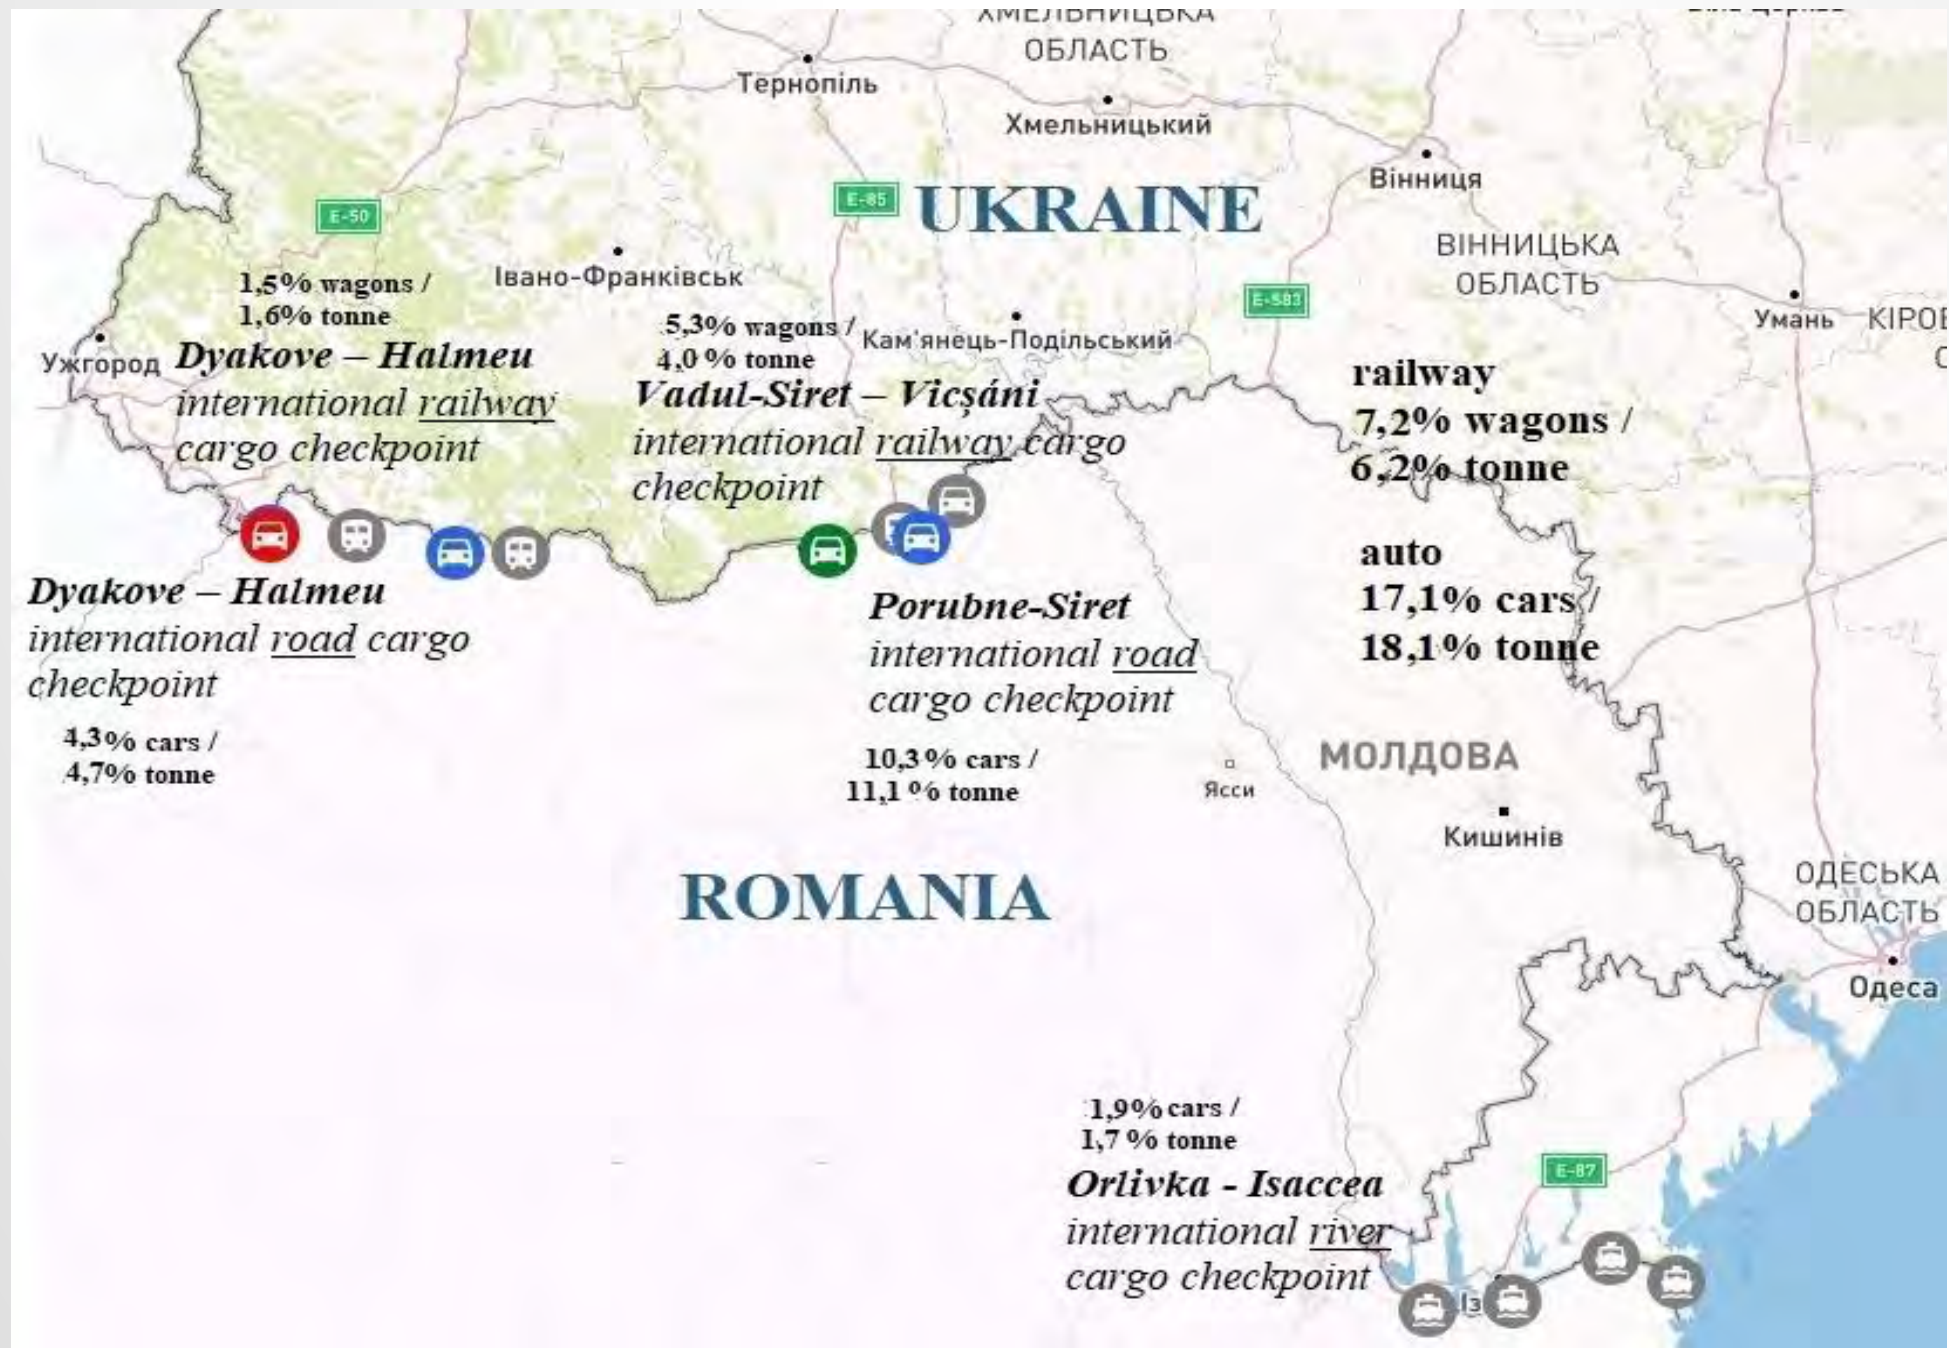 ХМЕЛЬНИЦЬКА
ОБЛАСТЬ
Тернопіль
Хмельницький
Вінниця
E-50
E-85
UKRAINE
ВІННИЦЬКА
ОБЛАСТЬ
Івано-Франківськ
E-583
Умань
1,5% wagons /
1,6% tonne
5,3% wagons /
4,0 % tonne
Кам'янець-Подільський
Ужгород
Dyakove – Halmeu
international railway
cargo checkpoint
Vadul-Siret – Vicșáni
international railway cargo
checkpoint
railway
7,2% wagons /
6,2% tonne
auto
17,1% cars /
18,1% tonne
Dyakove – Halmeu
international road cargo
checkpoint
4,3% cars /
4,7% tonne
Porubne-Siret
international road
cargo checkpoint
10,3% cars /
11,1 % tonne
Ясси
МОЛДОВА
Кишинів
ROMANIA
ОДЕСЬКА
ОБЛАСТЬ
Одеса
1,9% cars /
1,7 % tonne
Orlivka - Isaccea
international river
cargo checkpoint
E-87
Із